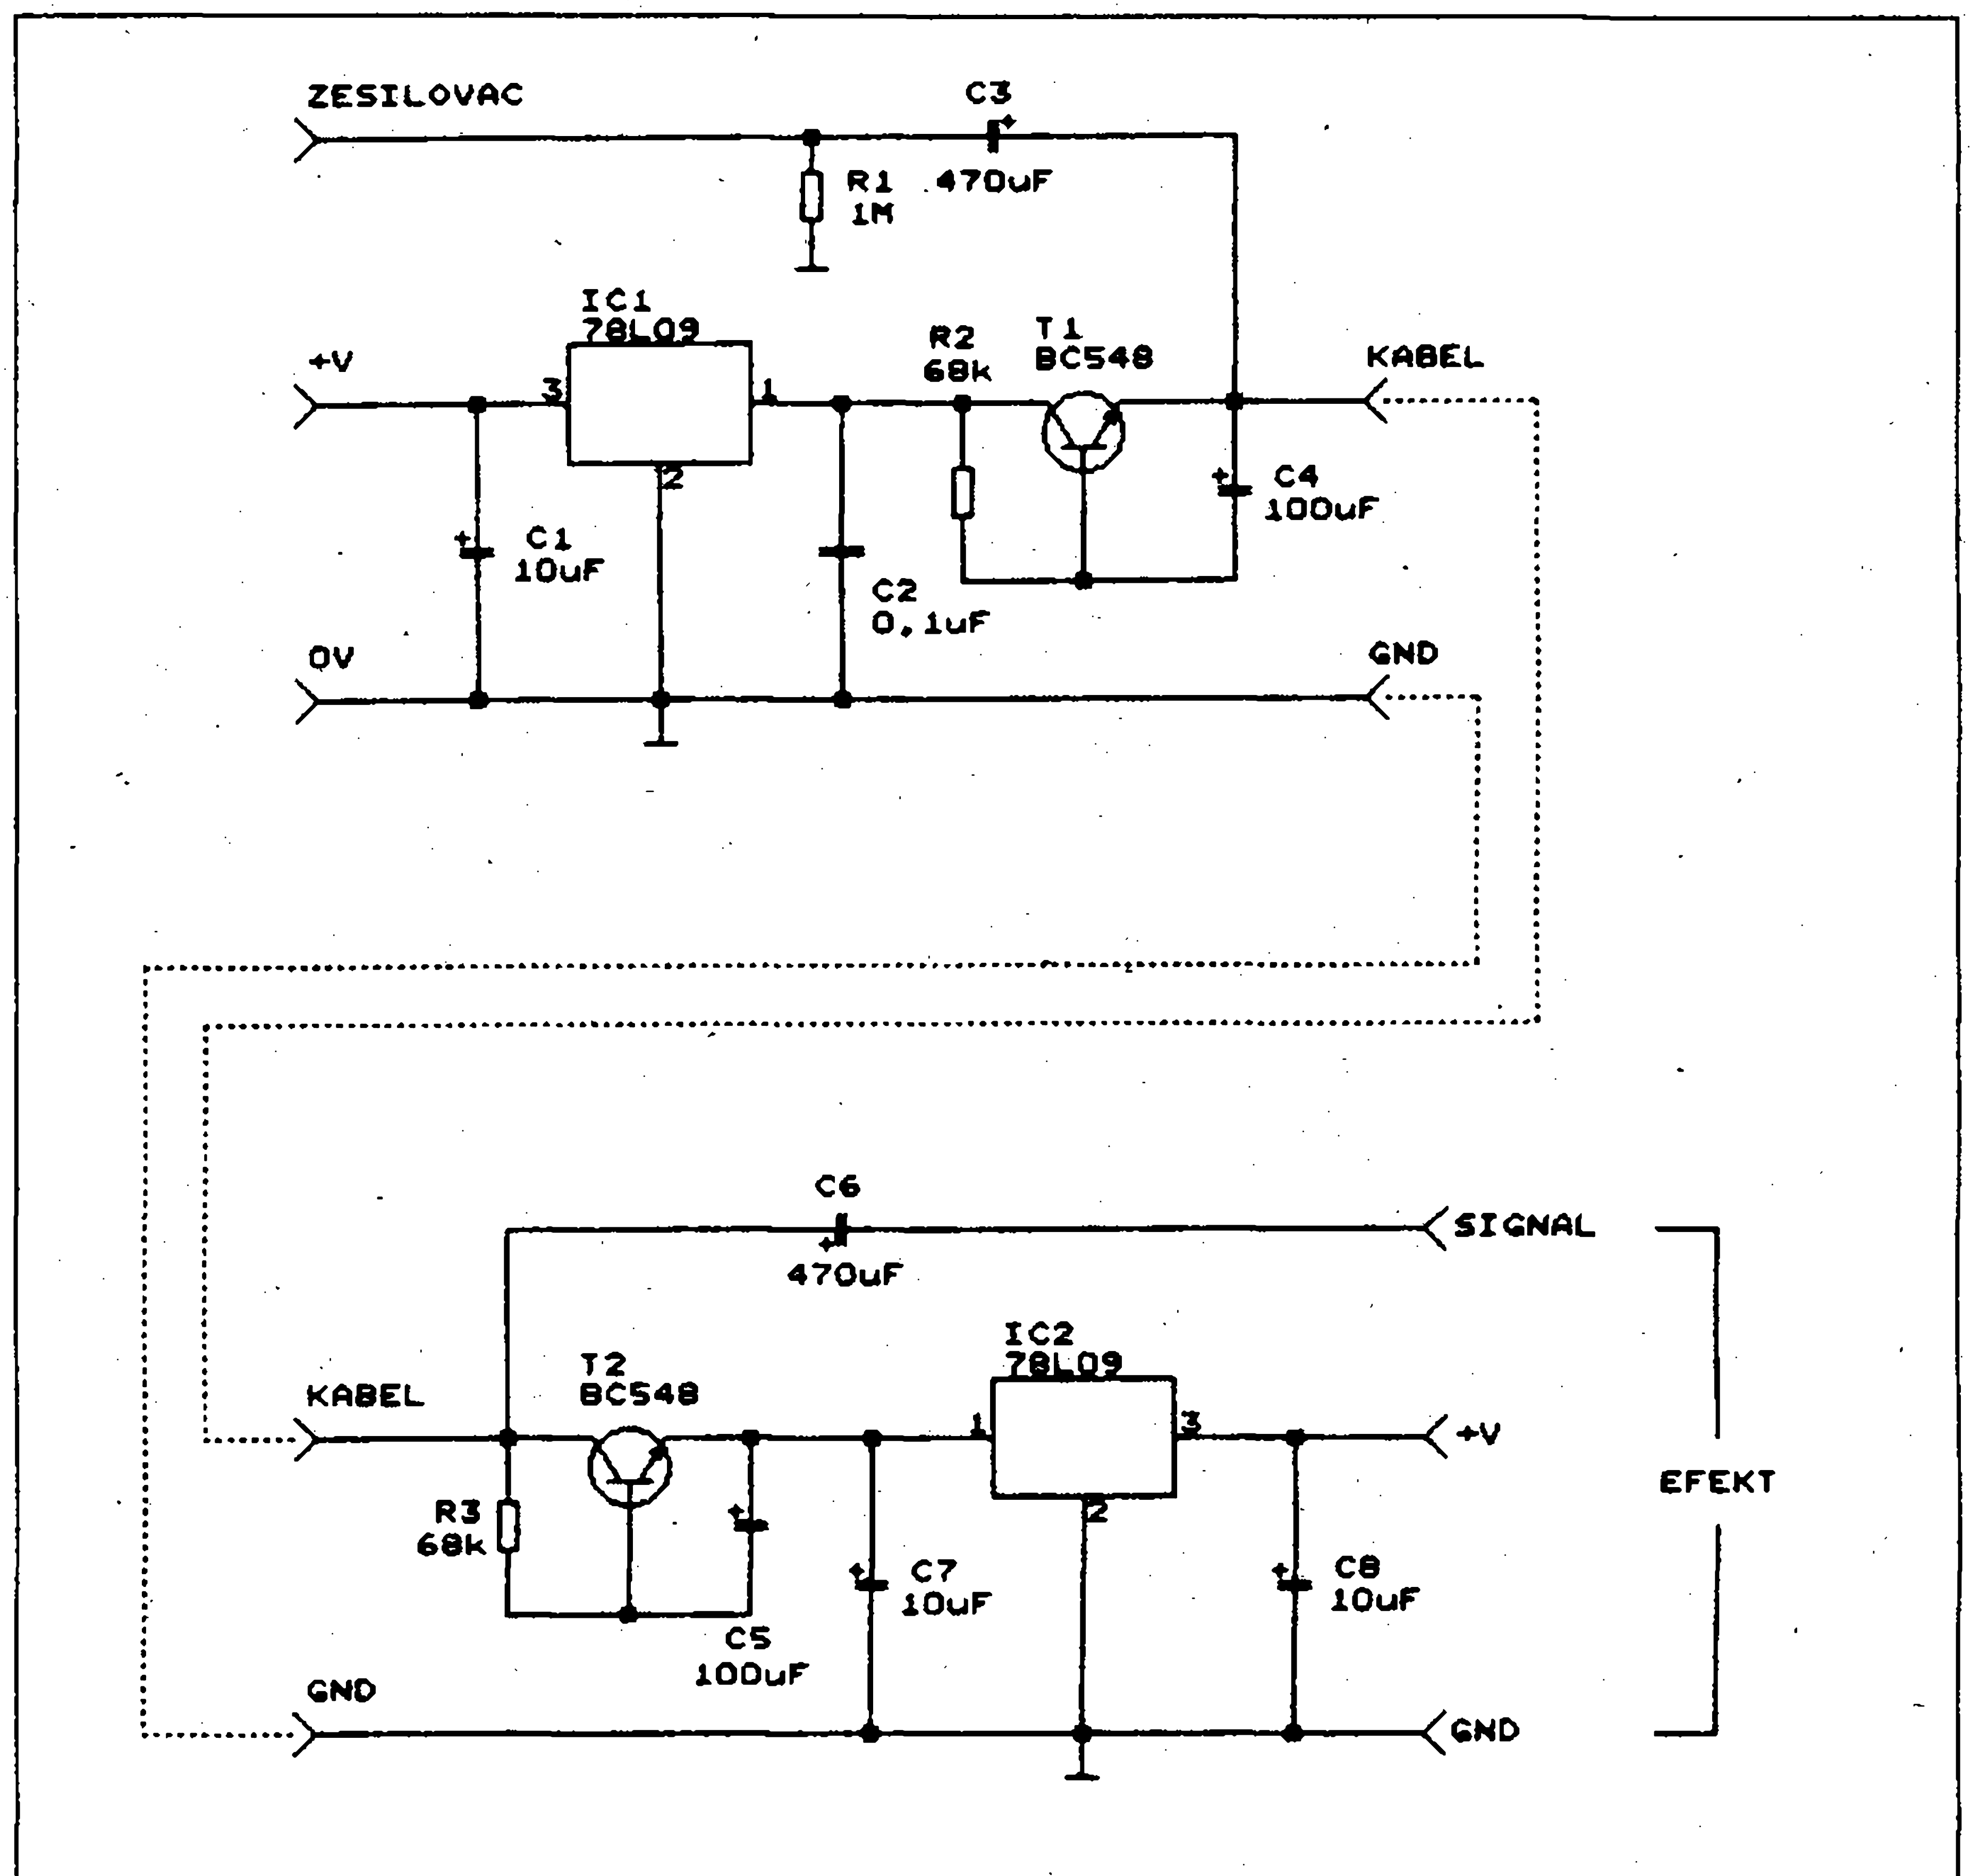 ZESILOVAC
C3
470uF
R1
1M
IC1
78L09
+V
3
1
2
R2
68k
T1
BC548
KABEL
C1
10uF
C2
0,1uF
+
C4
100uF
0V
GND
C6
470uF
SIGNAL
IC2
78L09
T2
BC548
KABEL
1
3
2
+V
EFEKT
R3
68k
C7
10uF
C8
10uF
C5
100uF
GND
GND